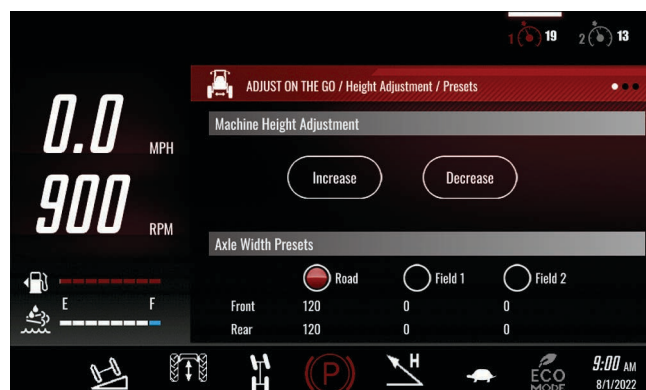 1 19 2 13
ADJUST ON THE GO / Height Adjustment / Presets
Machine Height Adjustment
0.0 MPH
Increase Decrease
900 RPM
Axle Width Presets
Road Field 1 Field 2
E F
Front 120 0 0
Rear 120 0 0
P H ECO MODE
9:00 AM
8/1/2022